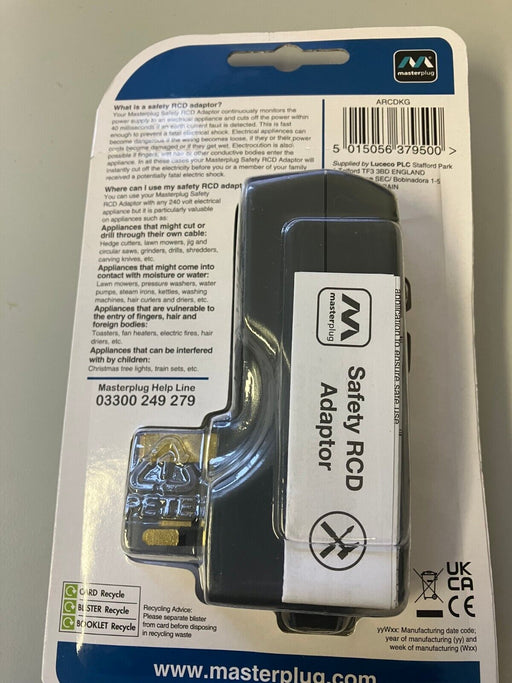 masterplug
ARCDKG
5 015056 379500 >
Supplied by Luceco PLC Stafford Park
Telford TF3 3BD ENGLAND
SEC/ Bobinadora 1-5
What is a safety RCD adaptor?
Your Masterplug Safety RCD Adaptor continuously monitors the
power supply to an electrical appliance and cuts off the power within
40 milliseconds if an earth current fault is detected. This is fast
enough to prevent a fatal electrical shock. Electrical appliances can
become dangerous if the wiring becomes loose, if they or their power
cords become damaged or if they get wet. Electrocution is also
possible if fingers, will hair or other conductive bodies enter the
appliance. In all these cases your Masterplug Safety RCD Adaptor will
instantly cut off the electricity before you or a member of your family
received a potentially fatal electric shock.
Where can I use my safety RCD adapt
You can use your Masterplug Safety
RCD Adaptor with any 240 volt electrical
appliance but it is particularly valuable
on appliances such as:
Appliances that might cut or
drill through their own cable:
Hedge cutters, lawn mowers, jig and
circular saws, grinders, drills, shredders,
carving knives, etc.
Appliances that might come into
contact with moisture or water:
Lawn mowers, pressure washers, water
pumps, steam irons, kettles, washing
machines, hair curlers and driers, etc.
Appliances that are vulnerable to
the entry of fingers, hair and
foreign bodies:
Toasters, fan heaters, electric fires, hair
driers, etc.
Appliances that can be interfered
with by children:
Christmas tree lights, train sets, etc.
Masterplug Help Line
03300 249 279
masterplug
Safety RCD
Adaptor
application to ensure safe use.
CARD Recycle
BLISTER Recycle
BOOKLET Recycle
Recycling Advice:
Please separate blister
from card before disposing
in recycling waste
UK
CA
CE
yyWxx: Manufacturing date code;
year of manufacturing (yy) and
week of manufacturing (Wxx)
www.masterplug.com